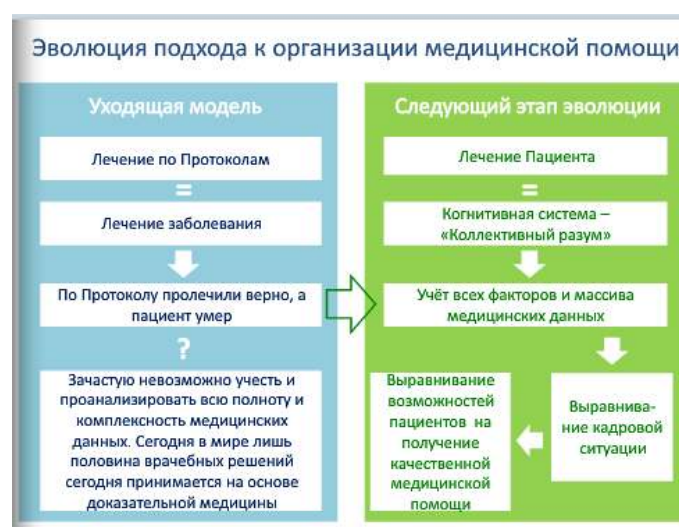 Эволюция подхода к организации медицинской помощи
Уходящая модель
Лечение по Протоколам
=
Лечение заболевания
По Протоколу пролечили верно, а
пациент умер
?
Зачастую невозможно учесть и
проанализировать всю полноту и
комплексность медицинских
данных. Сегодня в мире лишь
половина врачебных решений
сегодня принимается на основе
доказательной медицины
Следующий этап эволюции
Лечение Пациента
=
Когнитивная система –
«Коллективный разум»
Учёт всех факторов и массива
медицинских данных
Выравнива-
ние кадровой
ситуации
Выравнивание
возможностей
пациентов на
получение
качественной
медицинской
помощи